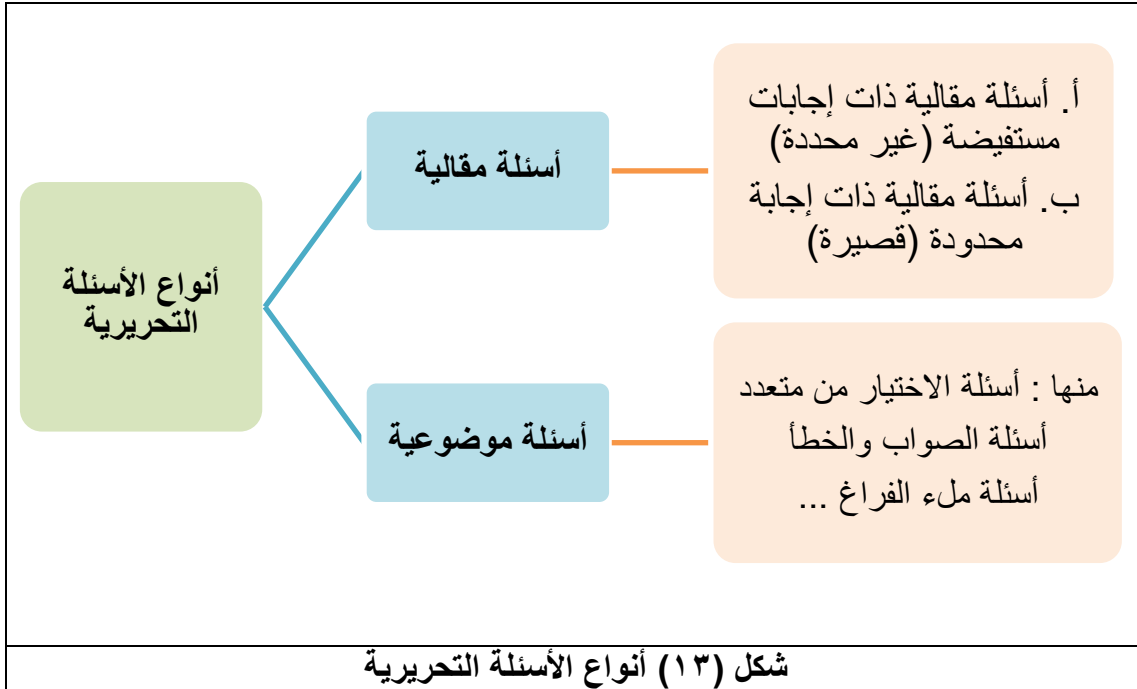 أنواع الأسئلة
التحريرية
أسئلة مقالية
أ. أسئلة مقالية ذات إجابات
مستفيضة (غير محددة)
ب. أسئلة مقالية ذات إجابة
محدودة (قصيرة)
أسئلة موضوعية
منها : أسئلة الاختيار من متعدد
أسئلة الصواب والخطأ
أسئلة ملء الفراغ ...
شكل (١٣) أنواع الأسئلة التحريرية